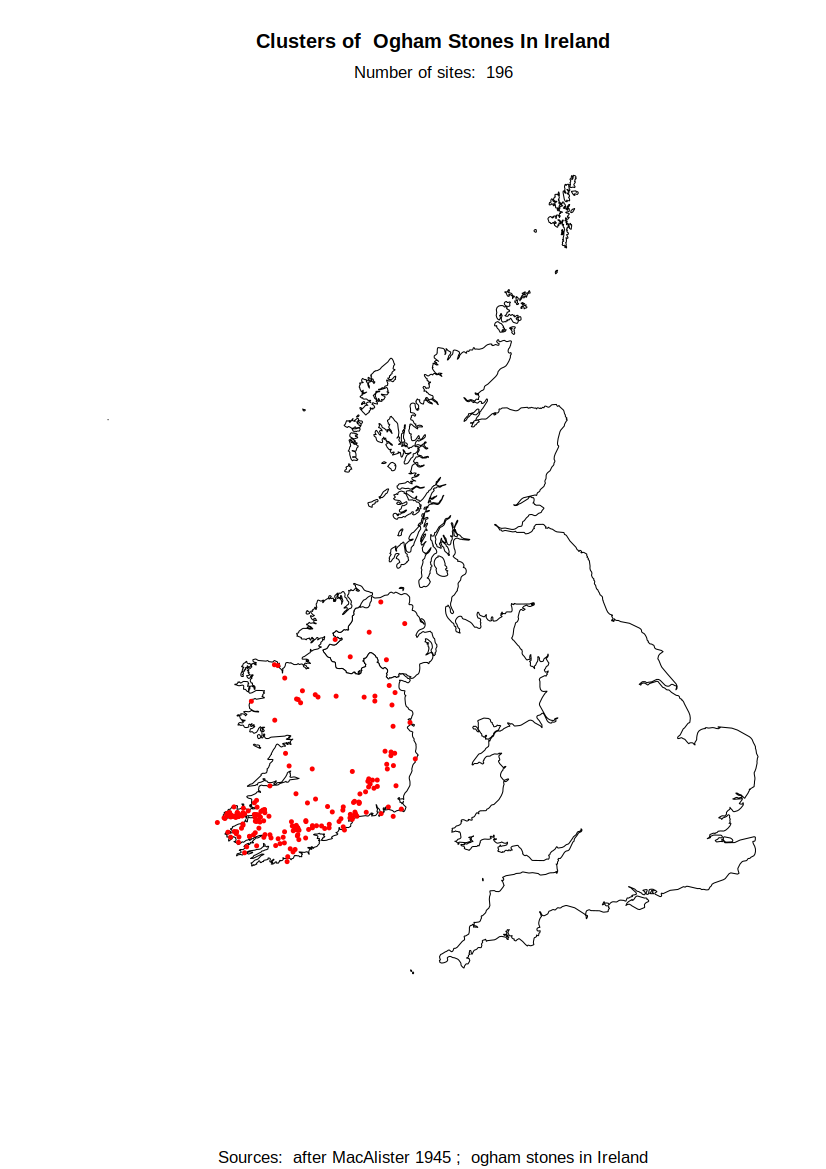 Clusters of  Ogham Stones In Ireland
Number of sites:  196
Sources:  after MacAlister 1945 ;  ogham stones in Ireland